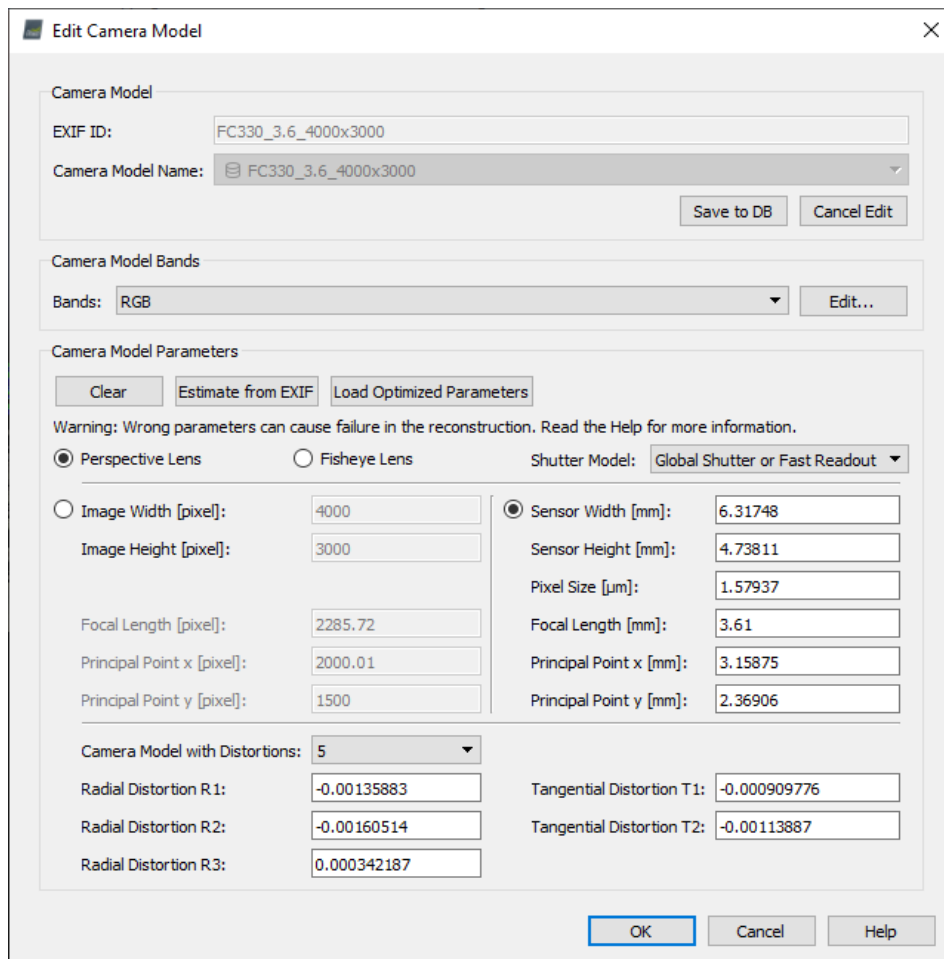 Edit Camera Model
Camera Model
EXIF ID: FC330_3.6_4000x3000
Camera Model Name: FC330_3.6_4000x3000
Save to DB Cancel Edit
Camera Model Bands
Bands: RGB Edit...
Camera Model Parameters
Clear Estimate from EXIF Load Optimized Parameters
Warning: Wrong parameters can cause failure in the reconstruction. Read the Help for more information.
Perspective Lens Fisheye Lens Shutter Model: Global Shutter or Fast Readout
Image Width [pixel]: 4000 Sensor Width [mm]: 6.31748
Image Height [pixel]: 3000 Sensor Height [mm]: 4.73811
Pixel Size [µm]: 1.57937
Focal Length [pixel]: 2285.72 Focal Length [mm]: 3.61
Principal Point x [pixel]: 2000.01 Principal Point x [mm]: 3.15875
Principal Point y [pixel]: 1500 Principal Point y [mm]: 2.36906
Camera Model with Distortions: 5
Radial Distortion R1: -0.00135883 Tangential Distortion T1: -0.000909776
Radial Distortion R2: -0.00160514 Tangential Distortion T2: -0.00113887
Radial Distortion R3: 0.000342187
OK Cancel Help